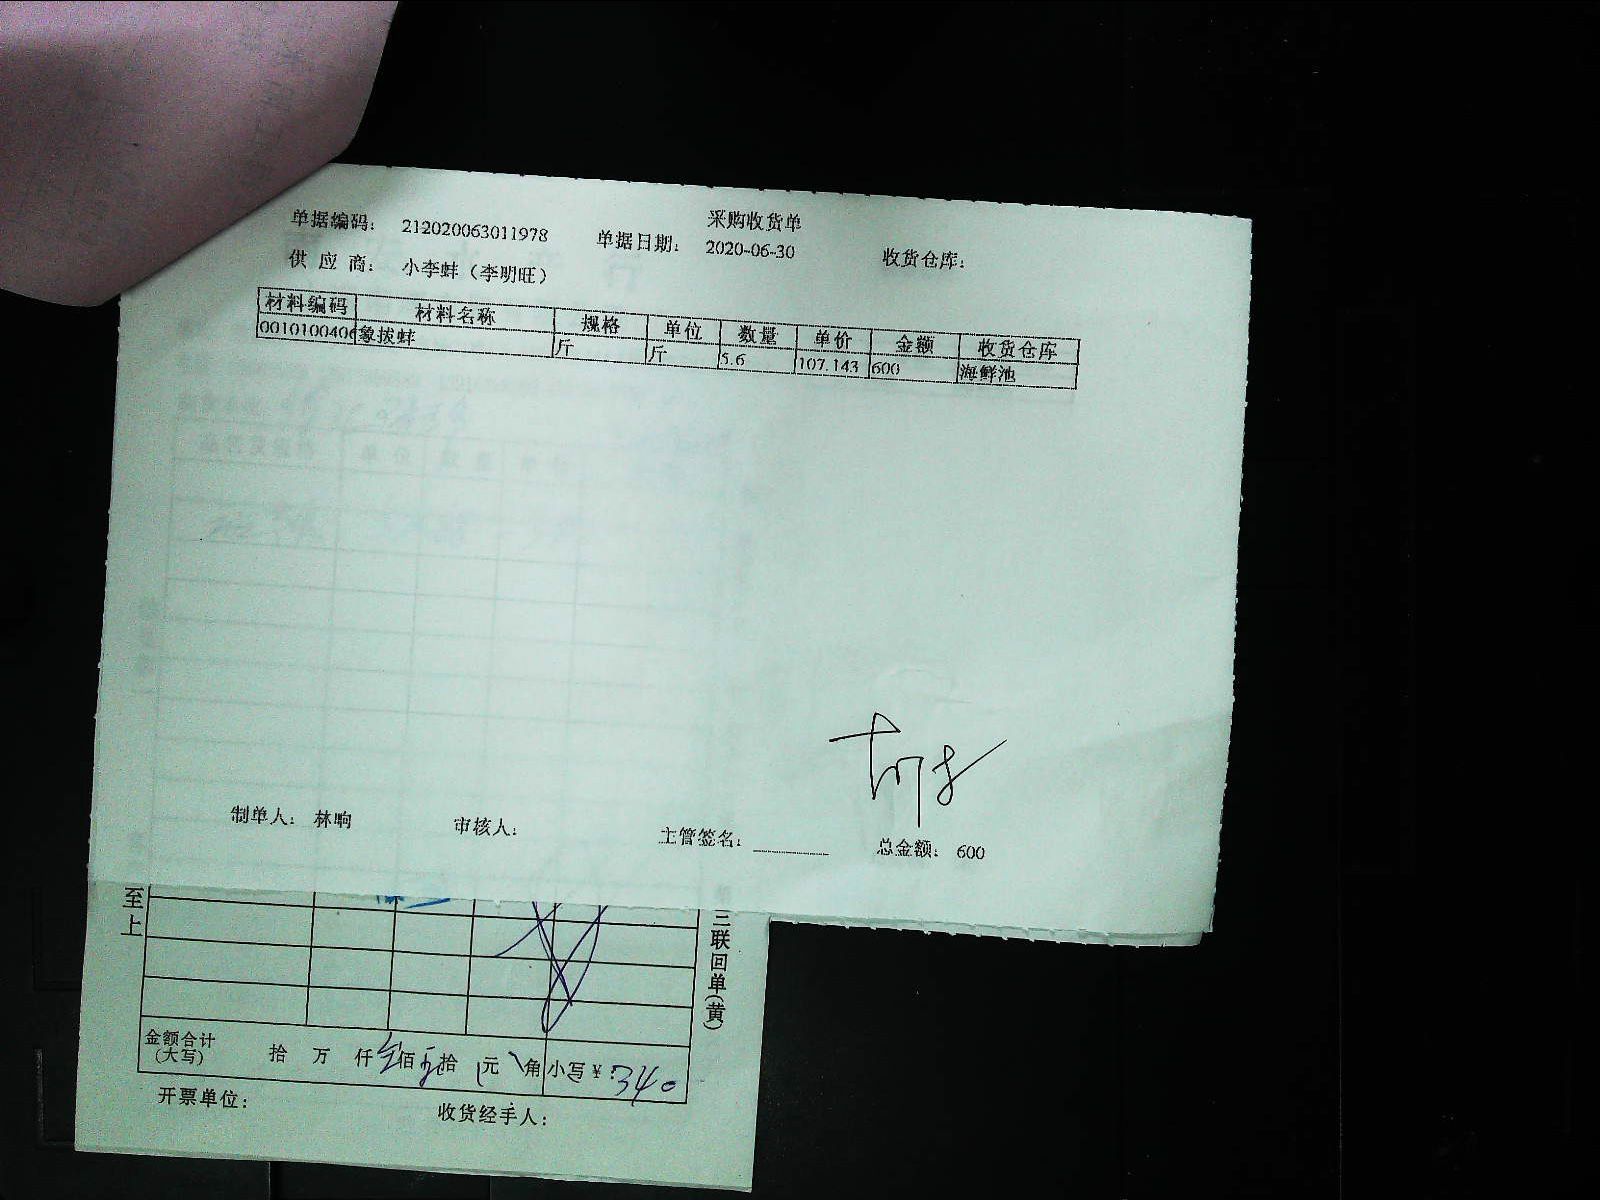 采购收货单
单据编码： 212020063011978 单据日期： 2020-06-30 收货仓库：
供 应 商： 小李蚌（李明旺）
材料编码 材料名称 规格 单位 数量 单价 金额 收货仓库
0010100406 象拔蚌 斤 斤 5.6 107.143 600 海鲜池
制单人： 林响 审核人： 主管签名： 总金额： 600
至上
三联回单(黄)
金额合计(大写) 拾 万 仟 佰 拾 元 角 小写￥：340
开票单位： 收货经手人：